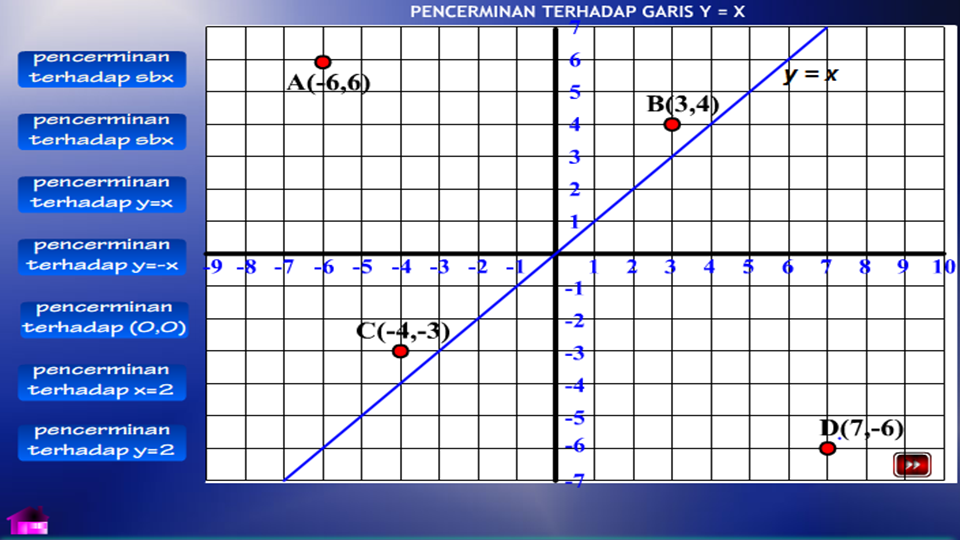 PENCERMINAN TERHADAP GARIS Y = X
pencerminan
terhadap sbx
pencerminan
terhadap sbx
pencerminan
terhadap y=x
pencerminan
terhadap y=-x
pencerminan
terhadap (0,0)
pencerminan
terhadap x=2
pencerminan
terhadap y=2
7
6
5
4
3
2
1
y = x
A(-6,6)
B(3,4)
-9 -8 -7 -6 -5 -4 -3 -2 -1 1 2 3 4 5 6 7 8 9 10
-1
-2
-3
-4
-5
-6
-7
C(-4,-3)
D(7,-6)